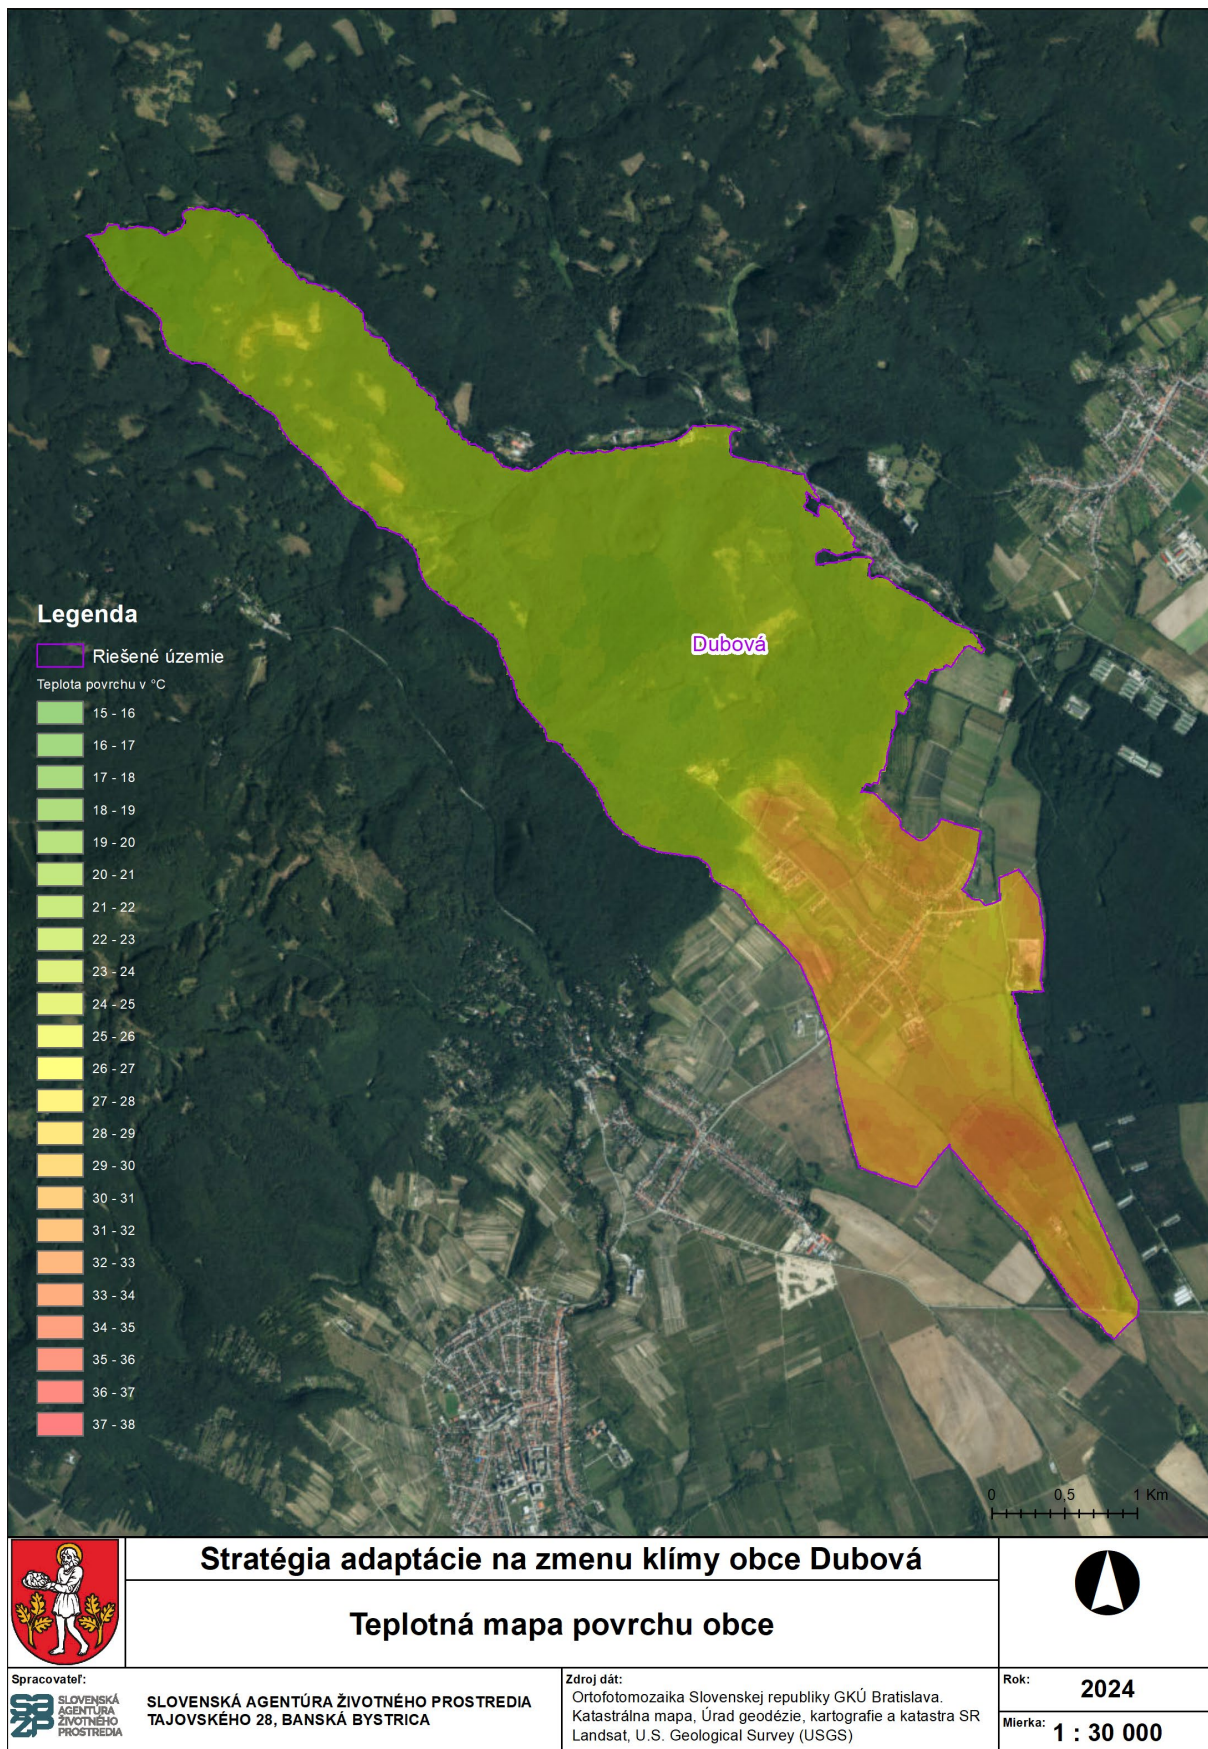 Dubová
Legenda
Riešené územie
Teplota povrchu v °C
15 - 16
16 - 17
17 - 18
18 - 19
19 - 20
20 - 21
21 - 22
22 - 23
23 - 24
24 - 25
25 - 26
26 - 27
27 - 28
28 - 29
29 - 30
30 - 31
31 - 32
32 - 33
33 - 34
34 - 35
35 - 36
36 - 37
37 - 38
0 0,5 1 Km
Stratégia adaptácie na zmenu klímy obce Dubová
Teplotná mapa povrchu obce
Spracovateľ:
SLOVENSKÁ
AGENTÚRA
ŽIVOTNÉHO
PROSTREDIA
SLOVENSKÁ AGENTÚRA ŽIVOTNÉHO PROSTREDIA
TAJOVSKÉHO 28, BANSKÁ BYSTRICA
Zdroj dát:
Ortofotomozaika Slovenskej republiky GKÚ Bratislava.
Katastrálna mapa, Úrad geodézie, kartografie a katastra SR
Landsat, U.S. Geological Survey (USGS)
Rok: 2024
Mierka: 1 : 30 000